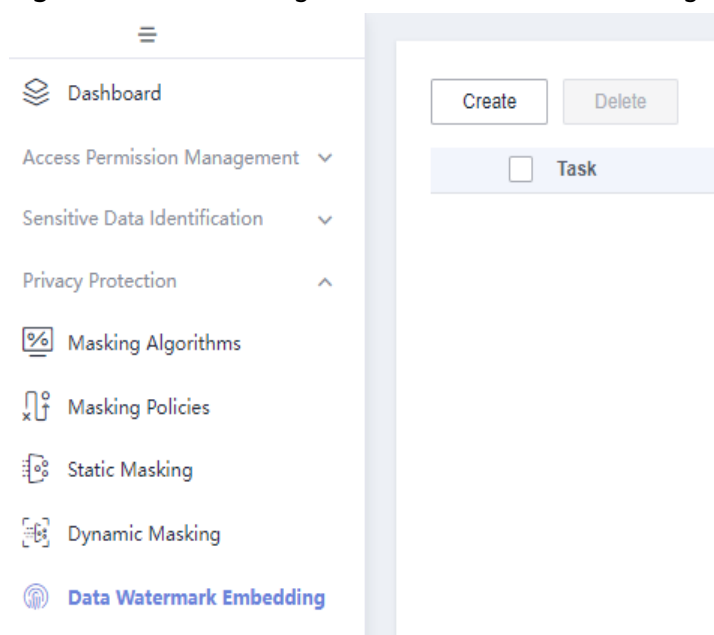 Dashboard
Create
Delete
Access Permission Management
Task
Sensitive Data Identification
Privacy Protection
Masking Algorithms
Masking Policies
Static Masking
Dynamic Masking
Data Watermark Embedding